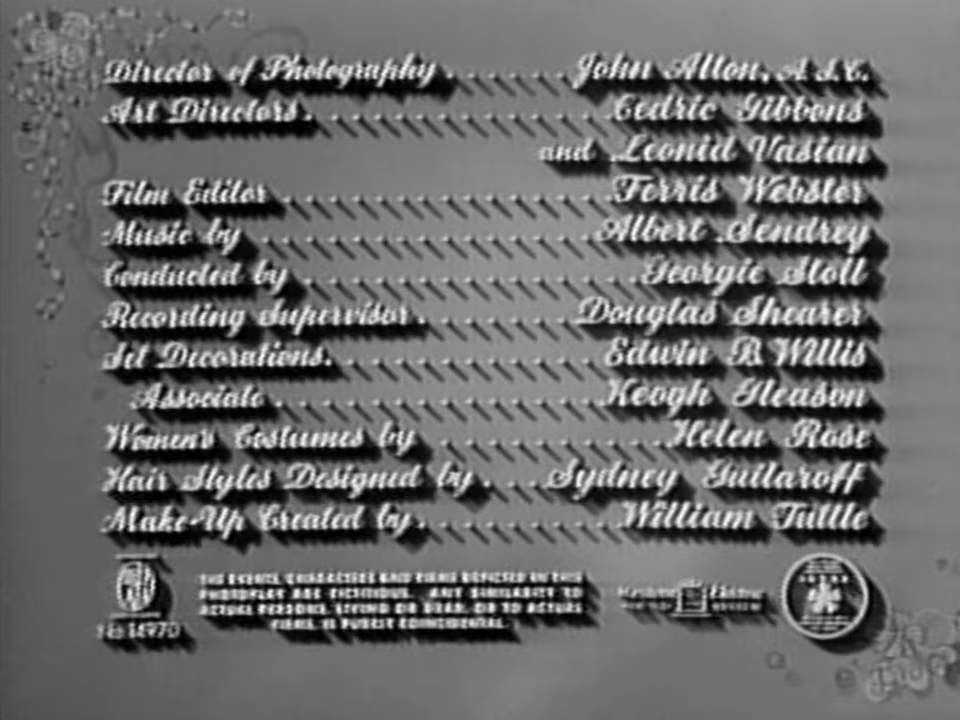 Director of Photography . . . . . . . John Alton, A.S.C.
Art Directors . . . . . . . . . . . . . . . . Cedric Gibbons
and Leonid Vasian
Film Editor . . . . . . . . . . . . . . . . . Ferris Webster
Music by . . . . . . . . . . . . . . . . . . Albert Sendrey
Conducted by . . . . . . . . . . . . . . . . . Georgie Stoll
Recording Supervisor . . . . . . . . Douglas Shearer
Set Decorations . . . . . . . . . . . . . . Edwin B. Willis
Associate . . . . . . . . . . . . . . . . . Keogh Gleason
Women's Costumes by . . . . . . . . . . . . Helen Rose
Hair Styles Designed by . . . . Sydney Guilaroff
Make-Up Created by . . . . . . . . . . William Tuttle
THE EVENTS, CHARACTERS AND FIRMS DEPICTED IN THIS
PHOTOPLAY ARE FICTITIOUS. ANY SIMILARITY TO
ACTUAL PERSONS, LIVING OR DEAD, OR TO ACTUAL
FIRMS, IS PURELY COINCIDENTAL.
Western Electric
No. 14970